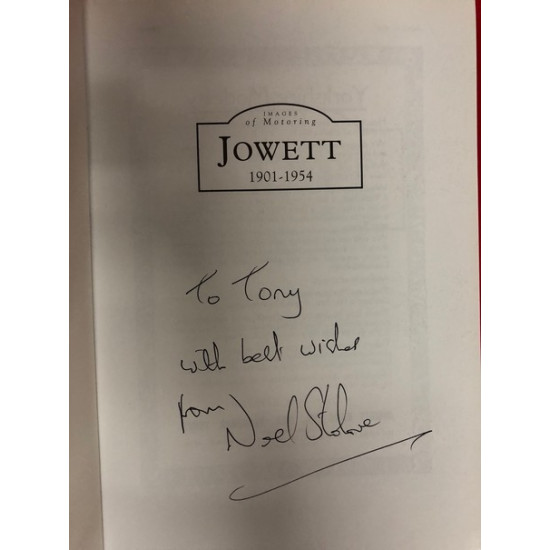 IMAGES
of Motoring
JOWETT
1901-1954
To Tony
with best wishes
from
Noel Stokoe